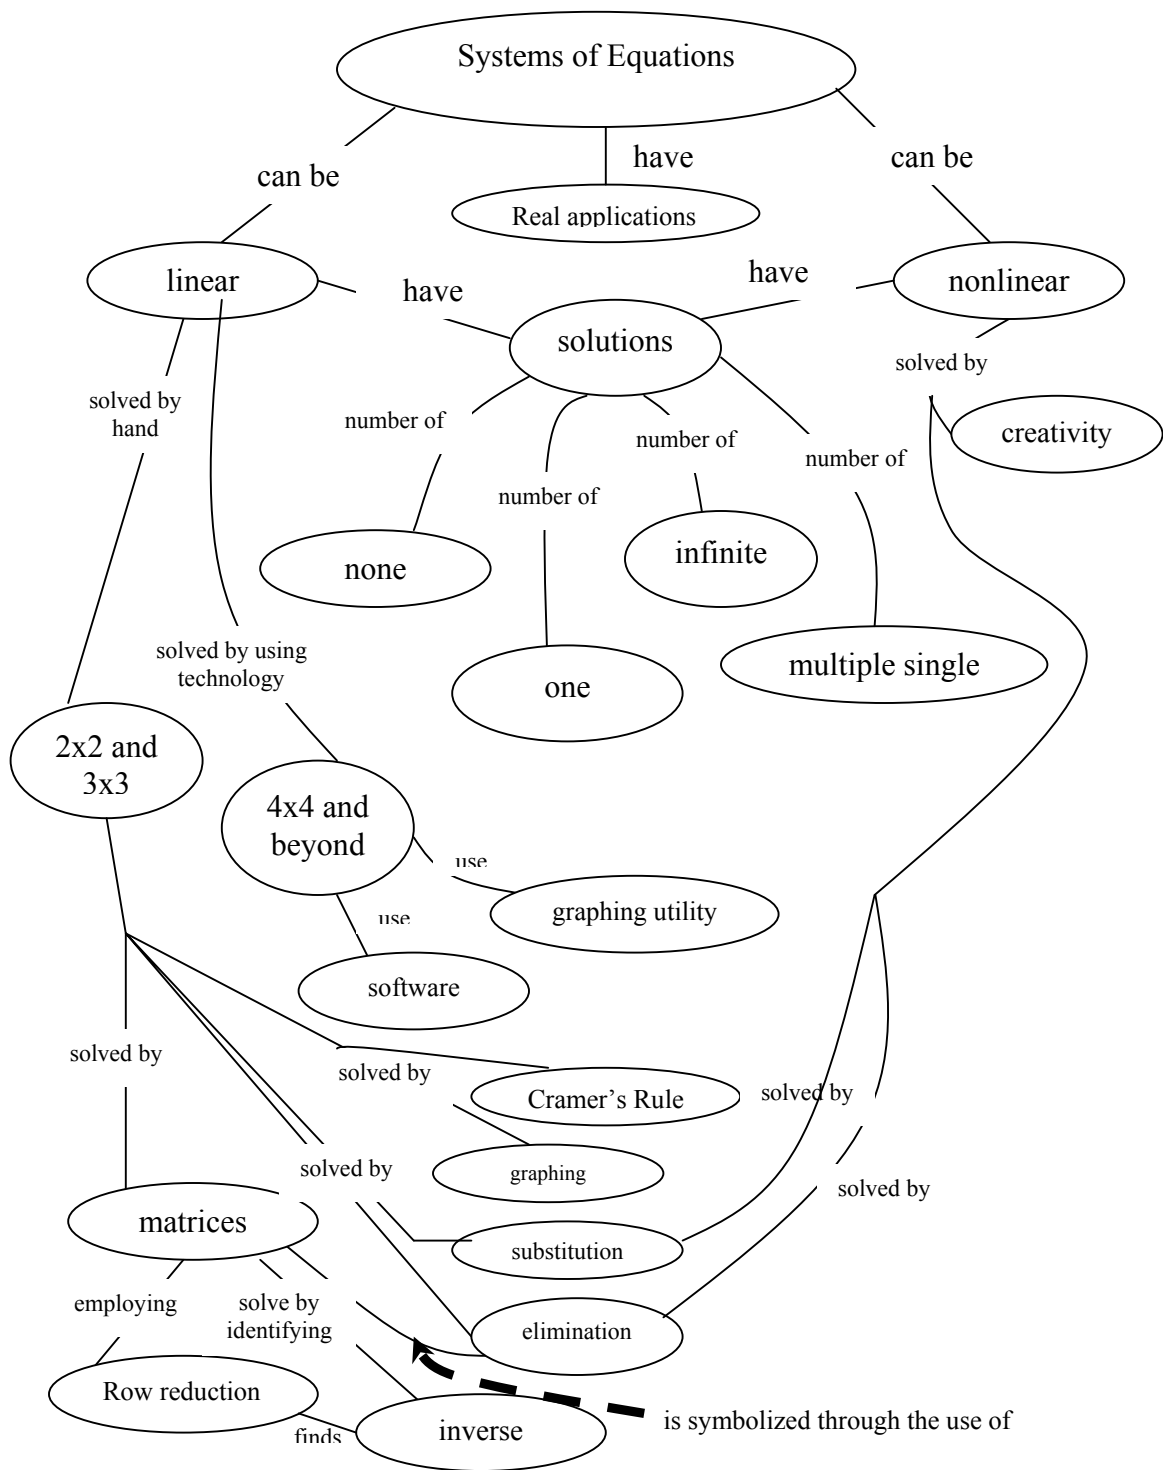 Systems of Equations
have
can be
can be
Real applications
linear
have
have
nonlinear
solutions
solved by
solved by
hand
number of
number of
number of
number of
creativity
none
infinite
solved by using
technology
one
multiple single
2x2 and
3x3
4x4 and
beyond
use
graphing utility
use
software
solved by
solved by
Cramer's Rule
solved by
solved by
graphing
solved by
matrices
substitution
employing
solve by
identifying
elimination
Row reduction
finds
inverse
is symbolized through the use of